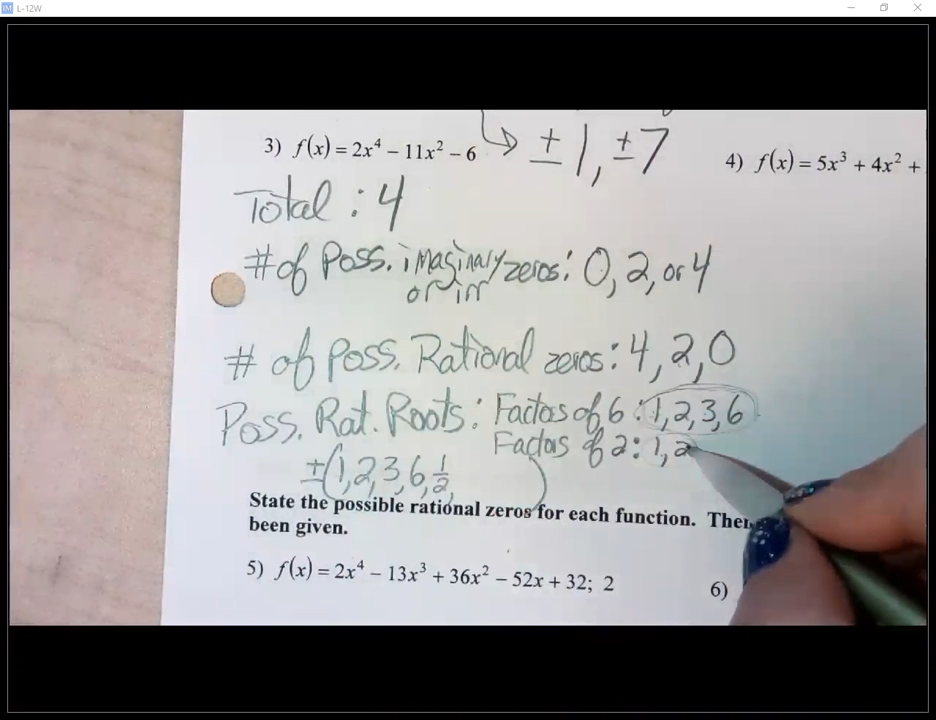 L-12W
3) f(x) = 2x⁴ − 11x² − 6
±1, ±7
4) f(x) = 5x³ + 4x² +
Total : 4
# of Poss. imaginary zeros: 0, 2, or 4
or irr
# of Poss. Rational zeros: 4, 2, 0
Poss. Rat. Roots: Factors of 6 : 1, 2, 3, 6
Factors of 2: 1, 2
±(1, 2, 3, 6, 1/2, )
State the possible rational zeros for each function.
been given.
5) f(x) = 2x⁴ − 13x³ + 36x² − 52x + 32; 2
6)